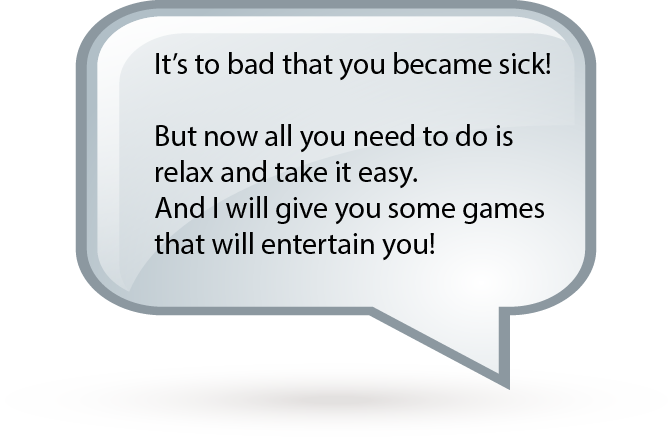 It's to bad that you became sick!
But now all you need to do is
relax and take it easy.
And I will give you some games
that will entertain you!